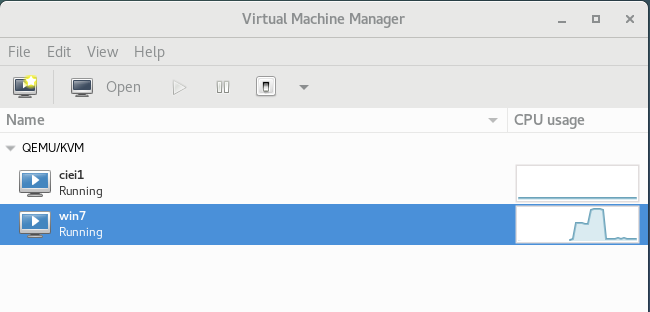 Virtual Machine Manager
File Edit View Help
Open
Name CPU usage
QEMU/KVM
ciei1
Running
win7
Running